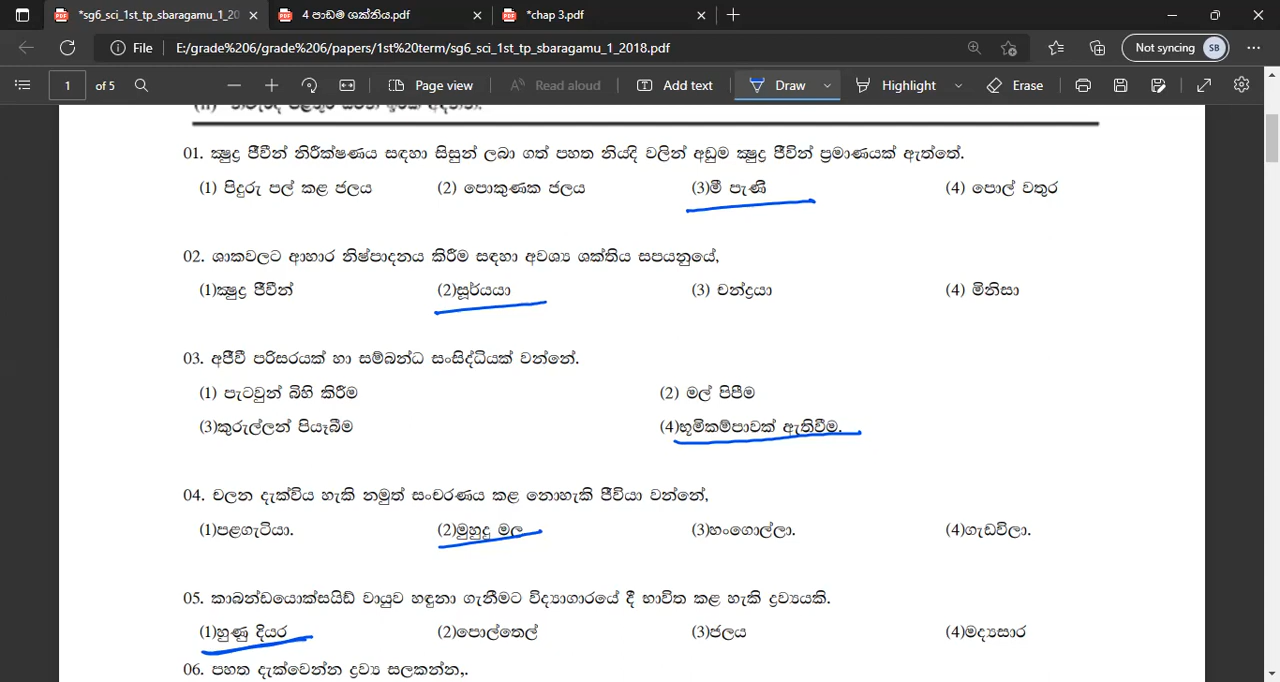 *sg6_sci_1st_tp_sbaragamu_1_20
4 පාඩම ශක්තිය.pdf
*chap 3.pdf
File E:/grade%206/grade%206/papers/1st%20term/sg6_sci_1st_tp_sbaragamu_1_2018.pdf Not syncing SB
1 of 5 Page view Read aloud Add text Draw Highlight Erase
01. ක්‍ෂුද්‍ර ජීවීන් නිරීක්ෂණය සඳහා සිසුන් ලබා ගත් පහත නියදි වලින් අඩුම ක්‍ෂුද්‍ර ජීවින් ප්‍රමාණයක් ඇත්තේ.
(1) පිදුරු පල් කළ ජලය (2) පොකුණක ජලය (3)මී පැණි (4) පොල් වතුර
02. ශාකවලට ආහාර නිෂ්පාදනය කිරීම සඳහා අවශ්‍ය ශක්තිය සපයනුයේ,
(1)ක්‍ෂුද්‍ර ජීවීන් (2)සූර්යයා (3) චන්ද්‍රයා (4) මිනිසා
03. අජීවී පරිසරයක් හා සම්බන්ධ සංසිද්ධියක් වන්නේ.
(1) පැටවුන් බිහි කිරීම (2) මල් පිපීම
(3)කුරුල්ලන් පියෑබීම (4)භූමිකම්පාවක් ඇතිවීම.
04. චලන දැක්විය හැකි නමුත් සංචරණය කළ නොහැකි ජීවියා වන්නේ,
(1)පළගැටියා. (2)මුහුදු මල (3)හංගොල්ලා. (4)ගැඩවිලා.
05. කාබන්ඩයොක්සයිඩ් වායුව හඳුනා ගැනීමට විද්‍යාගාරයේ දී භාවිත කළ හැකි ද්‍රව්‍යයකි.
(1)හුණු දියර (2)පොල්තෙල් (3)ජලය (4)මද්‍යසාර
06. පහත දැක්වෙන්න ද්‍රව්‍ය සලකන්න,.